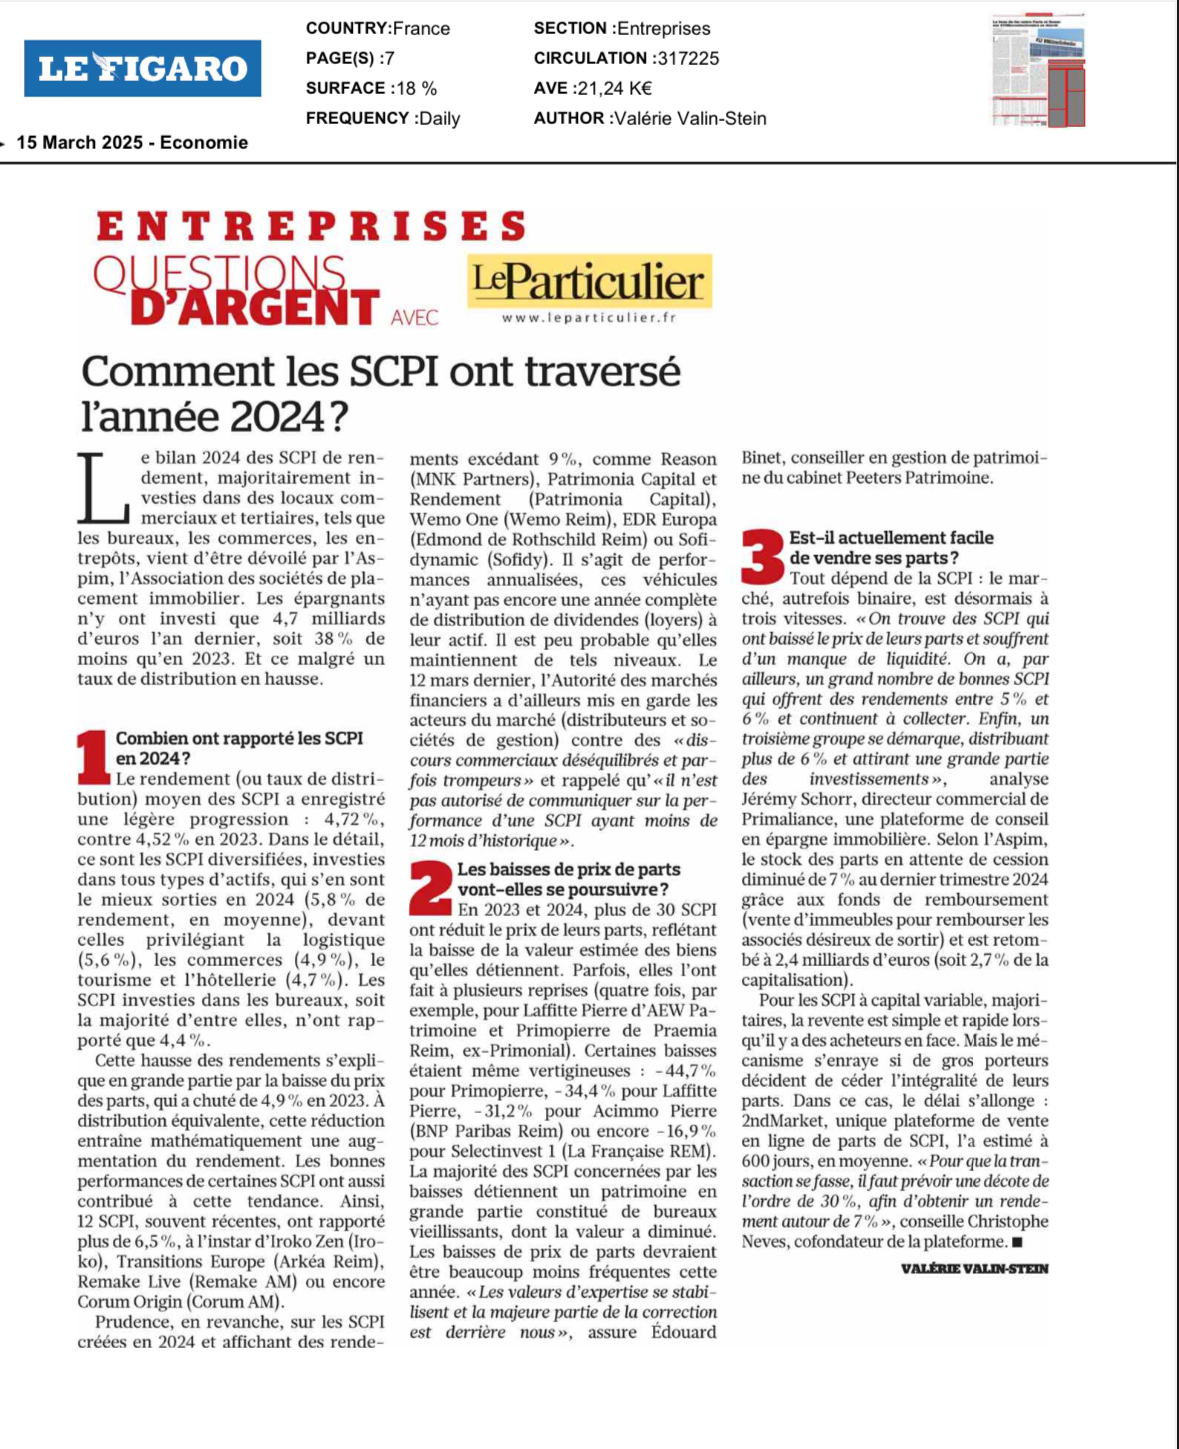 LE FIGARO
COUNTRY:France
PAGE(S) :7
SURFACE :18 %
FREQUENCY :Daily
SECTION :Entreprises
CIRCULATION :317225
AVE :21,24 K€
AUTHOR :Valérie Valin-Stein
15 March 2025 - Economie
ENTREPRISES
QUESTIONS
D'ARGENT AVEC
Le Particulier
www.leparticulier.fr
Comment les SCPI ont traversé
l'année 2024 ?
Le bilan 2024 des SCPI de ren-
dement, majoritairement in-
vesties dans des locaux com-
merciaux et tertiaires, tels que
les bureaux, les commerces, les en-
trepôts, vient d'être dévoilé par l'As-
pim, l'Association des sociétés de pla-
cement immobilier. Les épargnants
n'y ont investi que 4,7 milliards
d'euros l'an dernier, soit 38 % de
moins qu'en 2023. Et ce malgré un
taux de distribution en hausse.
1 Combien ont rapporté les SCPI
en 2024 ?
Le rendement (ou taux de distri-
bution) moyen des SCPI a enregistré
une légère progression : 4,72 %,
contre 4,52 % en 2023. Dans le détail,
ce sont les SCPI diversifiées, investies
dans tous types d'actifs, qui s'en sont
le mieux sorties en 2024 (5,8 % de
rendement, en moyenne), devant
celles privilégiant la logistique
(5,6 %), les commerces (4,9 %), le
tourisme et l'hôtellerie (4,7 %). Les
SCPI investies dans les bureaux, soit
la majorité d'entre elles, n'ont rap-
porté que 4,4 %.
Cette hausse des rendements s'expli-
que en grande partie par la baisse du prix
des parts, qui a chuté de 4,9 % en 2023. À
distribution équivalente, cette réduction
entraîne mathématiquement une aug-
mentation du rendement. Les bonnes
performances de certaines SCPI ont aussi
contribué à cette tendance. Ainsi,
12 SCPI, souvent récentes, ont rapporté
plus de 6,5 %, à l'instar d'Iroko Zen (Iro-
ko), Transitions Europe (Arkéa Reim),
Remake Live (Remake AM) ou encore
Corum Origin (Corum AM).
Prudence, en revanche, sur les SCPI
créées en 2024 et affichant des rende-
ments excédant 9 %, comme Reason
(MNK Partners), Patrimonia Capital et
Rendement (Patrimonia Capital),
Wemo One (Wemo Reim), EDR Europa
(Edmond de Rothschild Reim) ou Sofi-
dynamic (Sofidy). Il s'agit de perfor-
mances annualisées, ces véhicules
n'ayant pas encore une année complète
de distribution de dividendes (loyers) à
leur actif. Il est peu probable qu'elles
maintiennent de tels niveaux. Le
12 mars dernier, l'Autorité des marchés
financiers a d'ailleurs mis en garde les
acteurs du marché (distributeurs et so-
ciétés de gestion) contre des « dis-
cours commerciaux déséquilibrés et par-
fois trompeurs » et rappelé qu'« il n'est
pas autorisé de communiquer sur la per-
formance d'une SCPI ayant moins de
12 mois d'historique ».
2 Les baisses de prix de parts
vont-elles se poursuivre ?
En 2023 et 2024, plus de 30 SCPI
ont réduit le prix de leurs parts, reflétant
la baisse de la valeur estimée des biens
qu'elles détiennent. Parfois, elles l'ont
fait à plusieurs reprises (quatre fois, par
exemple, pour Laffitte Pierre d'AEW Pa-
trimoine et Primopierre de Praemia
Reim, ex-Primonial). Certaines baisses
étaient même vertigineuses : - 44,7 %
pour Primopierre, - 34,4 % pour Laffitte
Pierre, - 31,2 % pour Acimmo Pierre
(BNP Paribas Reim) ou encore - 16,9 %
pour Selectinvest 1 (La Française REM).
La majorité des SCPI concernées par les
baisses détiennent un patrimoine en
grande partie constitué de bureaux
vieillissants, dont la valeur a diminué.
Les baisses de prix de parts devraient
être beaucoup moins fréquentes cette
année. « Les valeurs d'expertise se stabi-
lisent et la majeure partie de la correction
est derrière nous », assure Édouard
Binet, conseiller en gestion de patrimoi-
ne du cabinet Peeters Patrimoine.
3 Est-il actuellement facile
de vendre ses parts ?
Tout dépend de la SCPI : le mar-
ché, autrefois binaire, est désormais à
trois vitesses. « On trouve des SCPI qui
ont baissé le prix de leurs parts et souffrent
d'un manque de liquidité. On a, par
ailleurs, un grand nombre de bonnes SCPI
qui offrent des rendements entre 5 % et
6 % et continuent à collecter. Enfin, un
troisième groupe se démarque, distribuant
plus de 6 % et attirant une grande partie
des investissements », analyse
Jérémy Schorr, directeur commercial de
Primaliance, une plateforme de conseil
en épargne immobilière. Selon l'Aspim,
le stock des parts en attente de cession
diminué de 7 % au dernier trimestre 2024
grâce aux fonds de remboursement
(vente d'immeubles pour rembourser les
associés désireux de sortir) et est retom-
bé à 2,4 milliards d'euros (soit 2,7 % de la
capitalisation).
Pour les SCPI à capital variable, majori-
taires, la revente est simple et rapide lors-
qu'il y a des acheteurs en face. Mais le mé-
canisme s'enraye si de gros porteurs
décident de céder l'intégralité de leurs
parts. Dans ce cas, le délai s'allonge :
2ndMarket, unique plateforme de vente
en ligne de parts de SCPI, l'a estimé à
600 jours, en moyenne. « Pour que la tran-
saction se fasse, il faut prévoir une décote de
l'ordre de 30 %, afin d'obtenir un rende-
ment autour de 7 % », conseille Christophe
Neves, cofondateur de la plateforme. ■
VALÉRIE VALIN-STEIN